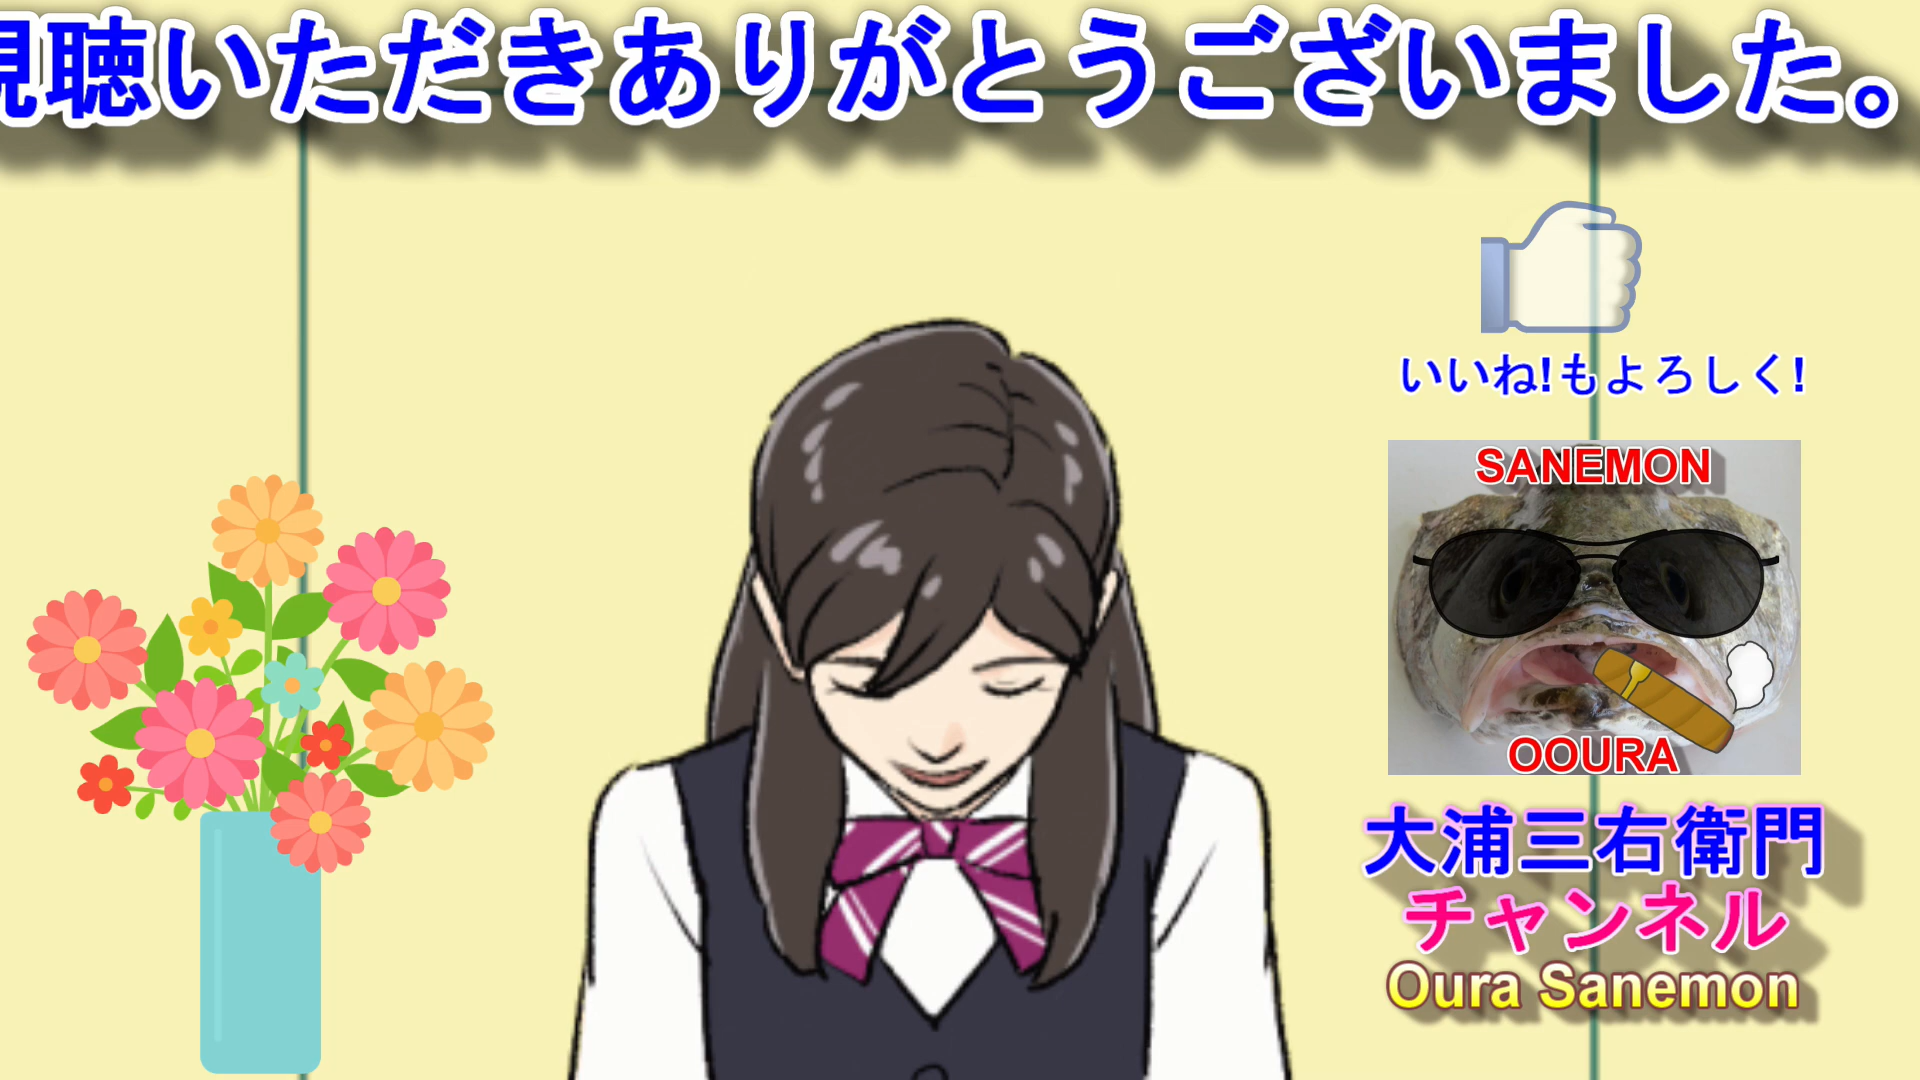 視聴いただきありがとうございました。
いいね!もよろしく!
SANEMON
OOURA
大浦三右衛門
チャンネル
Oura Sanemon